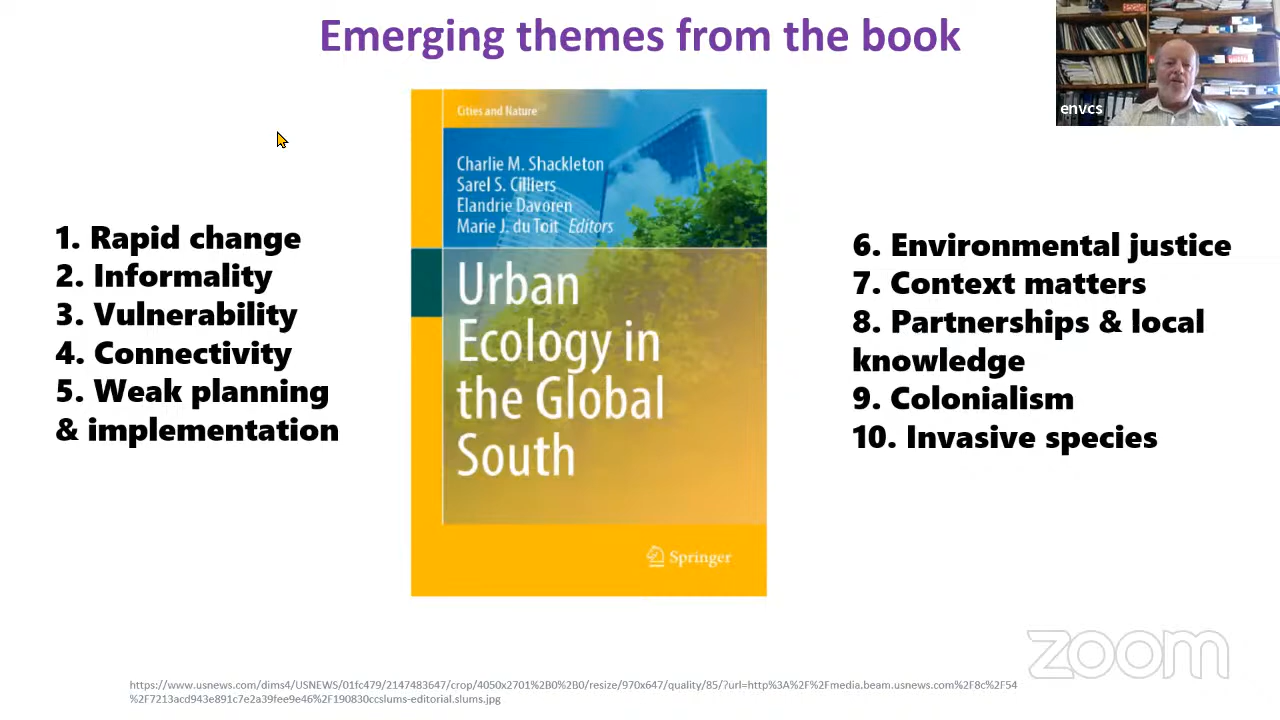 Emerging themes from the book
envcs
Cities and Nature
Charlie M. Shackleton
Sarel S. Cilliers
Elandrie Davoren
Marie J. du Toit Editors
Urban
Ecology in
the Global
South
Springer
1. Rapid change
2. Informality
3. Vulnerability
4. Connectivity
5. Weak planning
& implementation
6. Environmental justice
7. Context matters
8. Partnerships & local
knowledge
9. Colonialism
10. Invasive species
zoom
https://www.usnews.com/dims4/USNEWS/01fc479/2147483647/crop/4050x2701%2B0%2B0/resize/970x647/quality/85/?url=http%3A%2F%2Fmedia.beam.usnews.com%2F8c%2F54
%2F7213acd943e891c7e2a39fee9e46%2F190830ccslums-editorial.slums.jpg